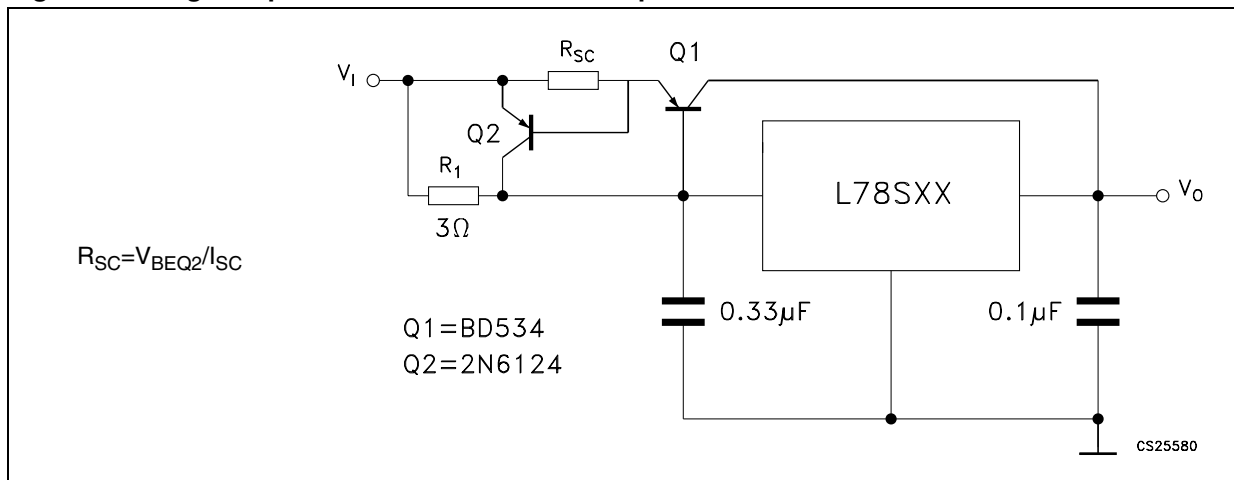 R_SC
Q1
V_I
Q2
R_1
3Ω
L78SXX
V_O
R_SC=V_BEQ2/I_SC
0.33μF
0.1μF
Q1=BD534
Q2=2N6124
CS25580